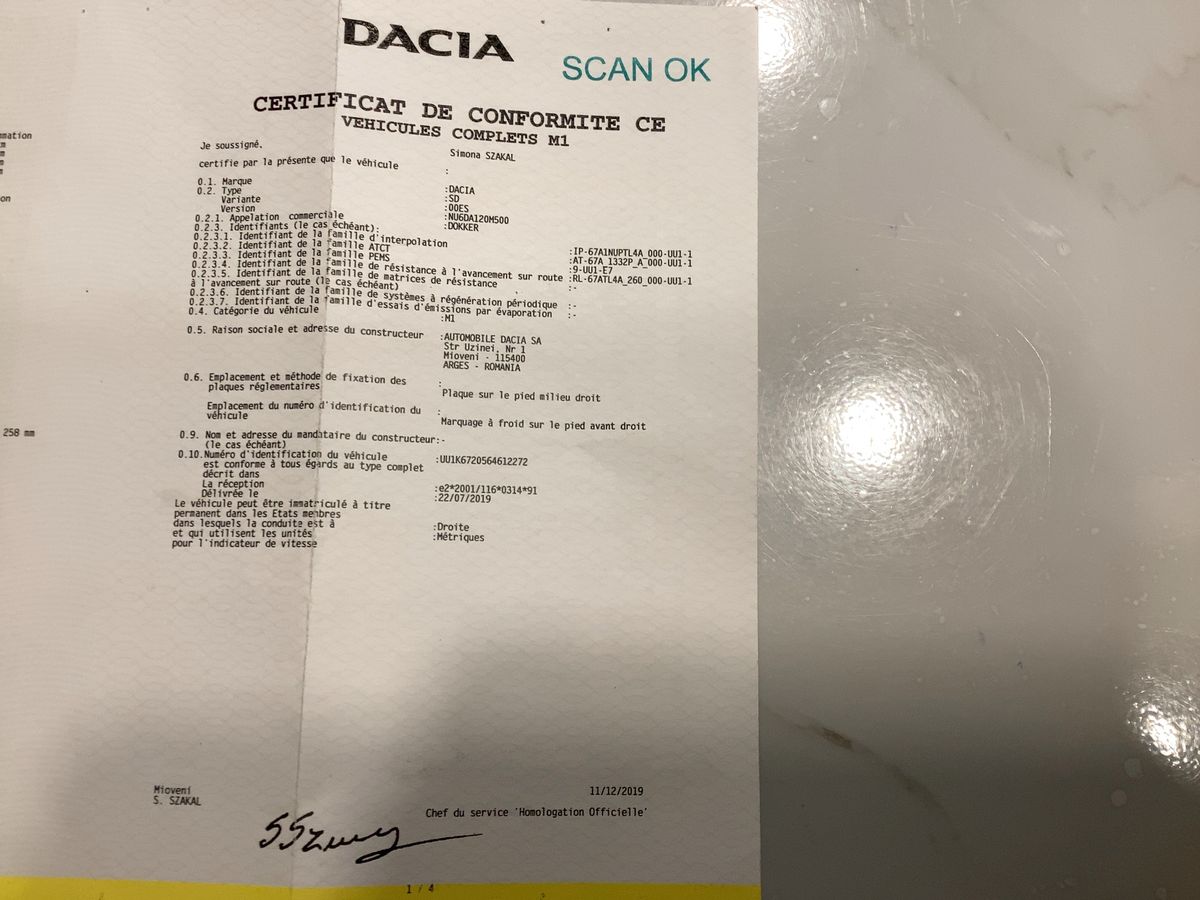 DACIA
SCAN OK
CERTIFICAT DE CONFORMITE CE
VEHICULES COMPLETS M1
Je soussigné, Simona SZAKAL
certifie par la présente que le véhicule :
0.1. Marque :DACIA
0.2. Type :SD
Variante :00ES
Version :NU6DA120M500
0.2.1. Appelation commerciale :DOKKER
0.2.3. Identifiants (le cas échéant):
0.2.3.1. Identifiant de la famille d'interpolation :IP-67A1NUPTL4A_000-UU1-1
0.2.3.2. Identifiant de la famille ATCT :AT-67A 1332P_A_000-UU1-1
0.2.3.3. Identifiant de la famille PEMS :9-UU1-E7
0.2.3.4. Identifiant de la famille de résistance à l'avancement sur route :RL-67ATL4A_260_000-UU1-1
0.2.3.5. Identifiant de la famille de matrices de résistance
à l'avancement sur route (le cas échéant) :-
0.2.3.6. Identifiant de la famille de systèmes à régénération périodique :-
0.2.3.7. Identifiant de la famille d'essais d'émissions par évaporation :-
0.4. Catégorie du véhicule :M1
0.5. Raison sociale et adresse du constructeur :AUTOMOBILE DACIA SA
Str Uzinei, Nr 1
Mioveni - 115400
ARGES - ROMANIA
0.6. Emplacement et méthode de fixation des :
plaques réglementaires Plaque sur le pied milieu droit
Emplacement du numéro d'identification du :
véhicule Marquage à froid sur le pied avant droit
0.9. Nom et adresse du mandataire du constructeur:-
(le cas échéant)
0.10.Numéro d'identification du véhicule :UU1K6720564612272
est conforme à tous égards au type complet
décrit dans
La réception :e2*2001/116*0314*91
Délivrée le :22/07/2019
Le véhicule peut être immatriculé à titre
permanent dans les Etats membres
dans lesquels la conduite est à :Droite
et qui utilisent les unités :Métriques
pour l'indicateur de vitesse
258 mm
Mioveni
S. SZAKAL
11/12/2019
Chef du service 'Homologation Officielle'
1 / 4